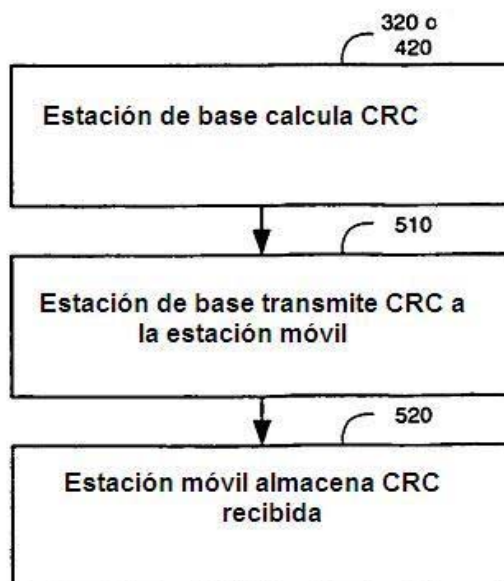 320 o
420
Estación de base calcula CRC
510
Estación de base transmite CRC a
la estación móvil
520
Estación móvil almacena CRC
recibida